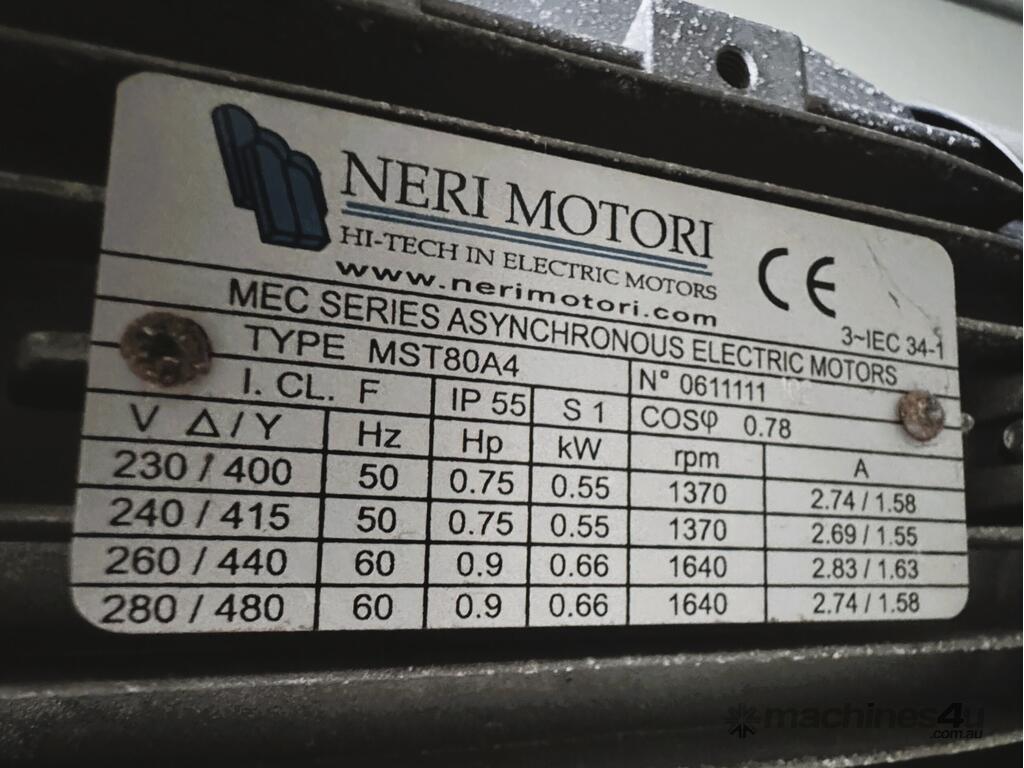 NERI MOTORI
HI-TECH IN ELECTRIC MOTORS
www.nerimotori.com
CE
3~IEC 34-1
MEC SERIES ASYNCHRONOUS ELECTRIC MOTORS
TYPE MST80A4 N° 0611111
I. CL. F IP 55 S 1 COSφ 0.78
V Δ/Y Hz Hp kW rpm A
230 / 400 50 0.75 0.55 1370 2.74 / 1.58
240 / 415 50 0.75 0.55 1370 2.69 / 1.55
260 / 440 60 0.9 0.66 1640 2.83 / 1.63
280 / 480 60 0.9 0.66 1640 2.74 / 1.58
machines4u
.com.au